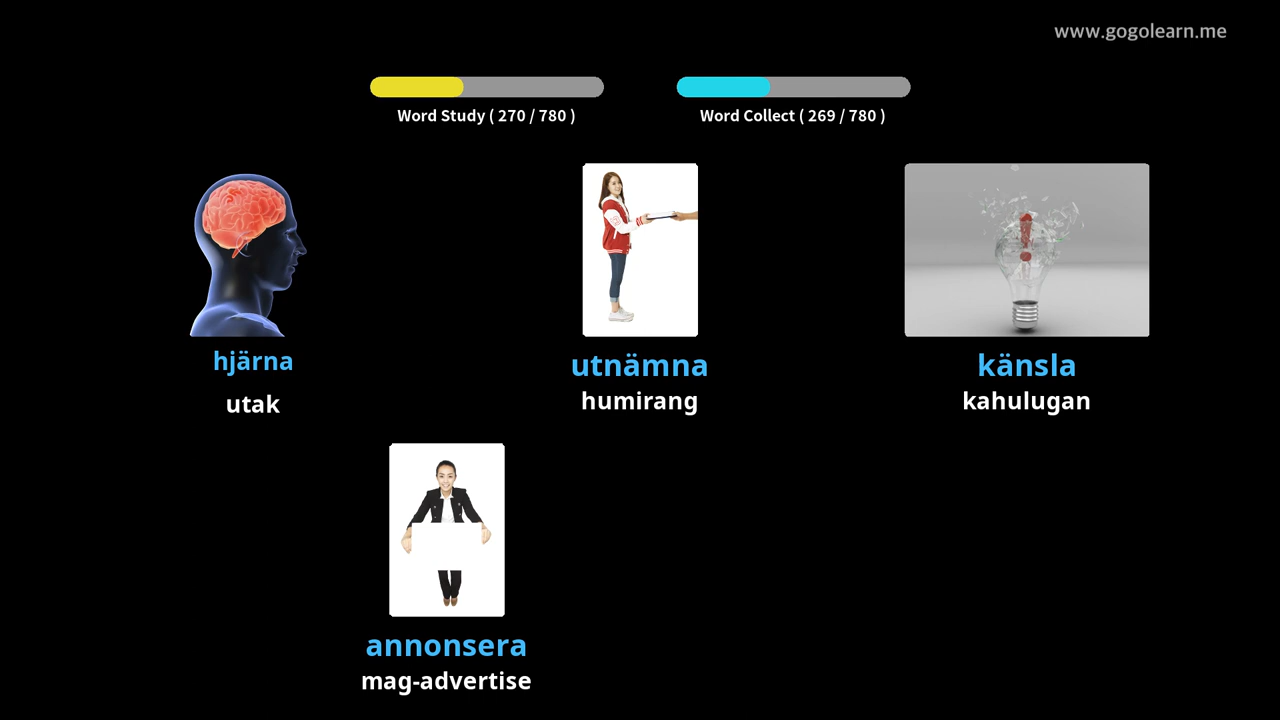 www.gogolearn.me
Word Study ( 270 / 780 )
Word Collect ( 269 / 780 )
hjärna
utak
utnämna
humirang
känsla
kahulugan
annonsera
mag-advertise